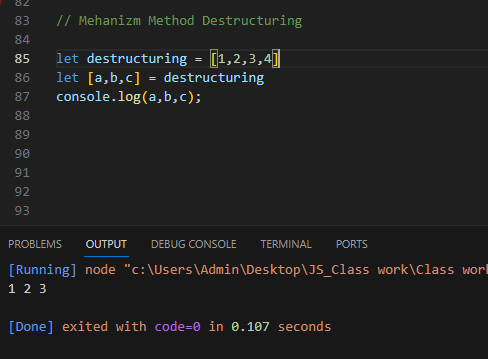 82
83 // Mehanizm Method Destructuring
84
85 let destructuring = [1,2,3,4]
86 let [a,b,c] = destructuring
87 console.log(a,b,c);
88
89
90
91
92
93
PROBLEMS OUTPUT DEBUG CONSOLE TERMINAL PORTS
[Running] node "c:\Users\Admin\Desktop\JS_Class work\Class wor
1 2 3
[Done] exited with code=0 in 0.107 seconds